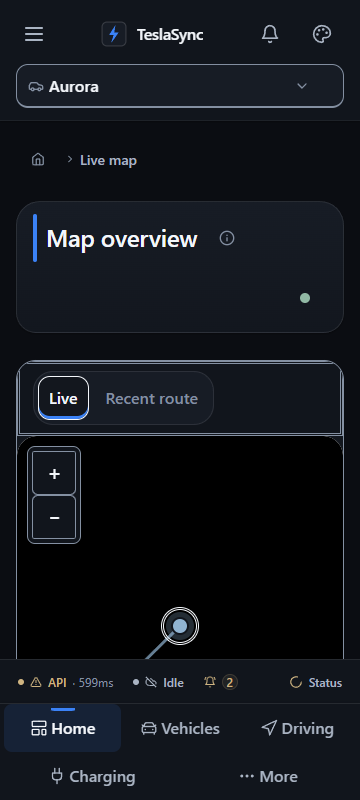 TeslaSync
Aurora
Live map
Map overview
Live Recent route
+
−
API · 599ms Idle 2 Status
Home Vehicles Driving
Charging More